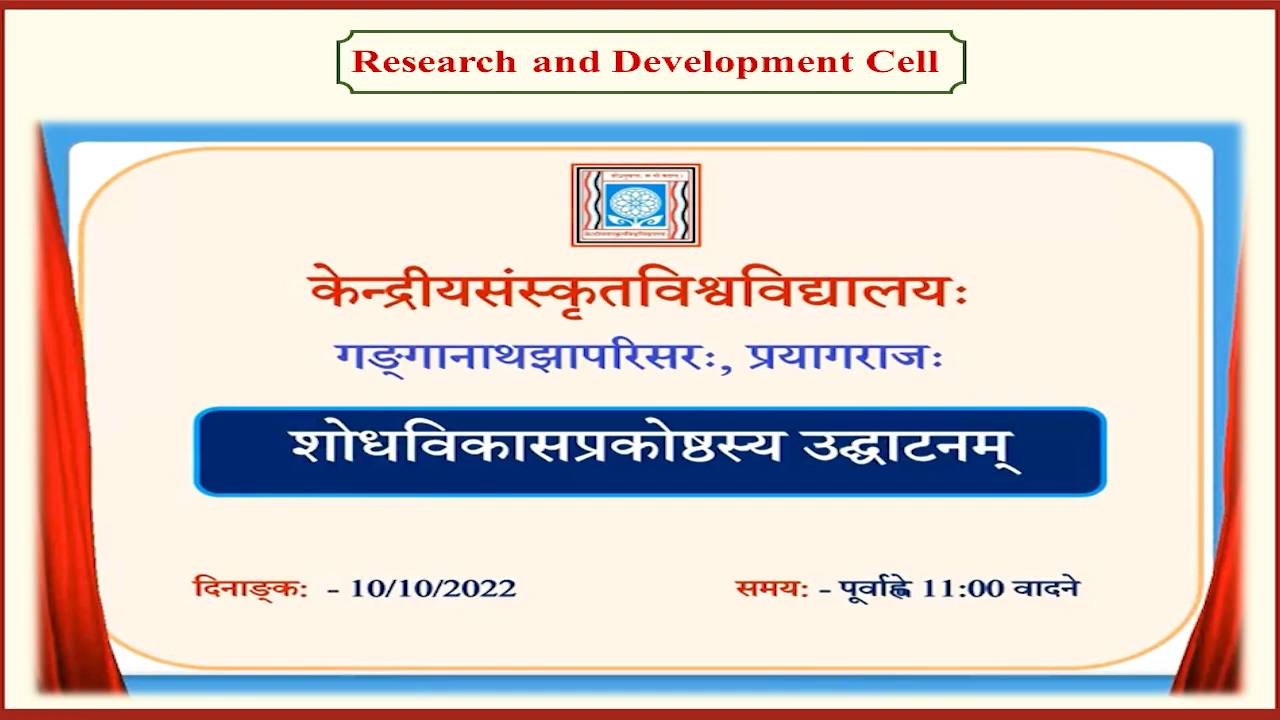 Research and Development Cell
केन्द्रीयसंस्कृतविश्वविद्यालयः
गङ्गानाथझापरिसरः, प्रयागराजः
शोधविकासप्रकोष्ठस्य उद्घाटनम्
दिनाङ्क: - 10/10/2022
समय: - पूर्वाह्णे 11:00 वादने